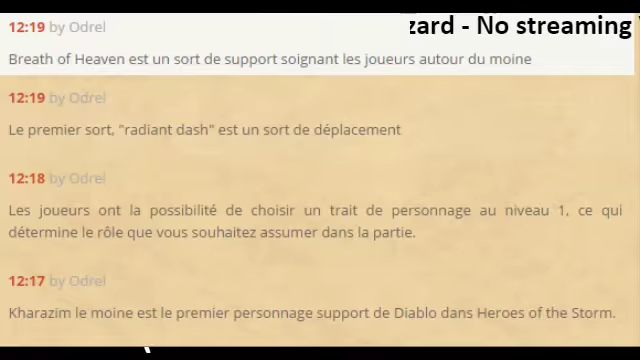 zard - No streaming
12:19 by Odrel
Breath of Heaven est un sort de support soignant les joueurs autour du moine
12:19 by Odrel
Le premier sort, "radiant dash" est un sort de déplacement
12:18 by Odrel
Les joueurs ont la possibilité de choisir un trait de personnage au niveau 1, ce qui
détermine le rôle que vous souhaitez assumer dans la partie.
12:17 by Odrel
Kharazim le moine est le premier personnage support de Diablo dans Heroes of the Storm.